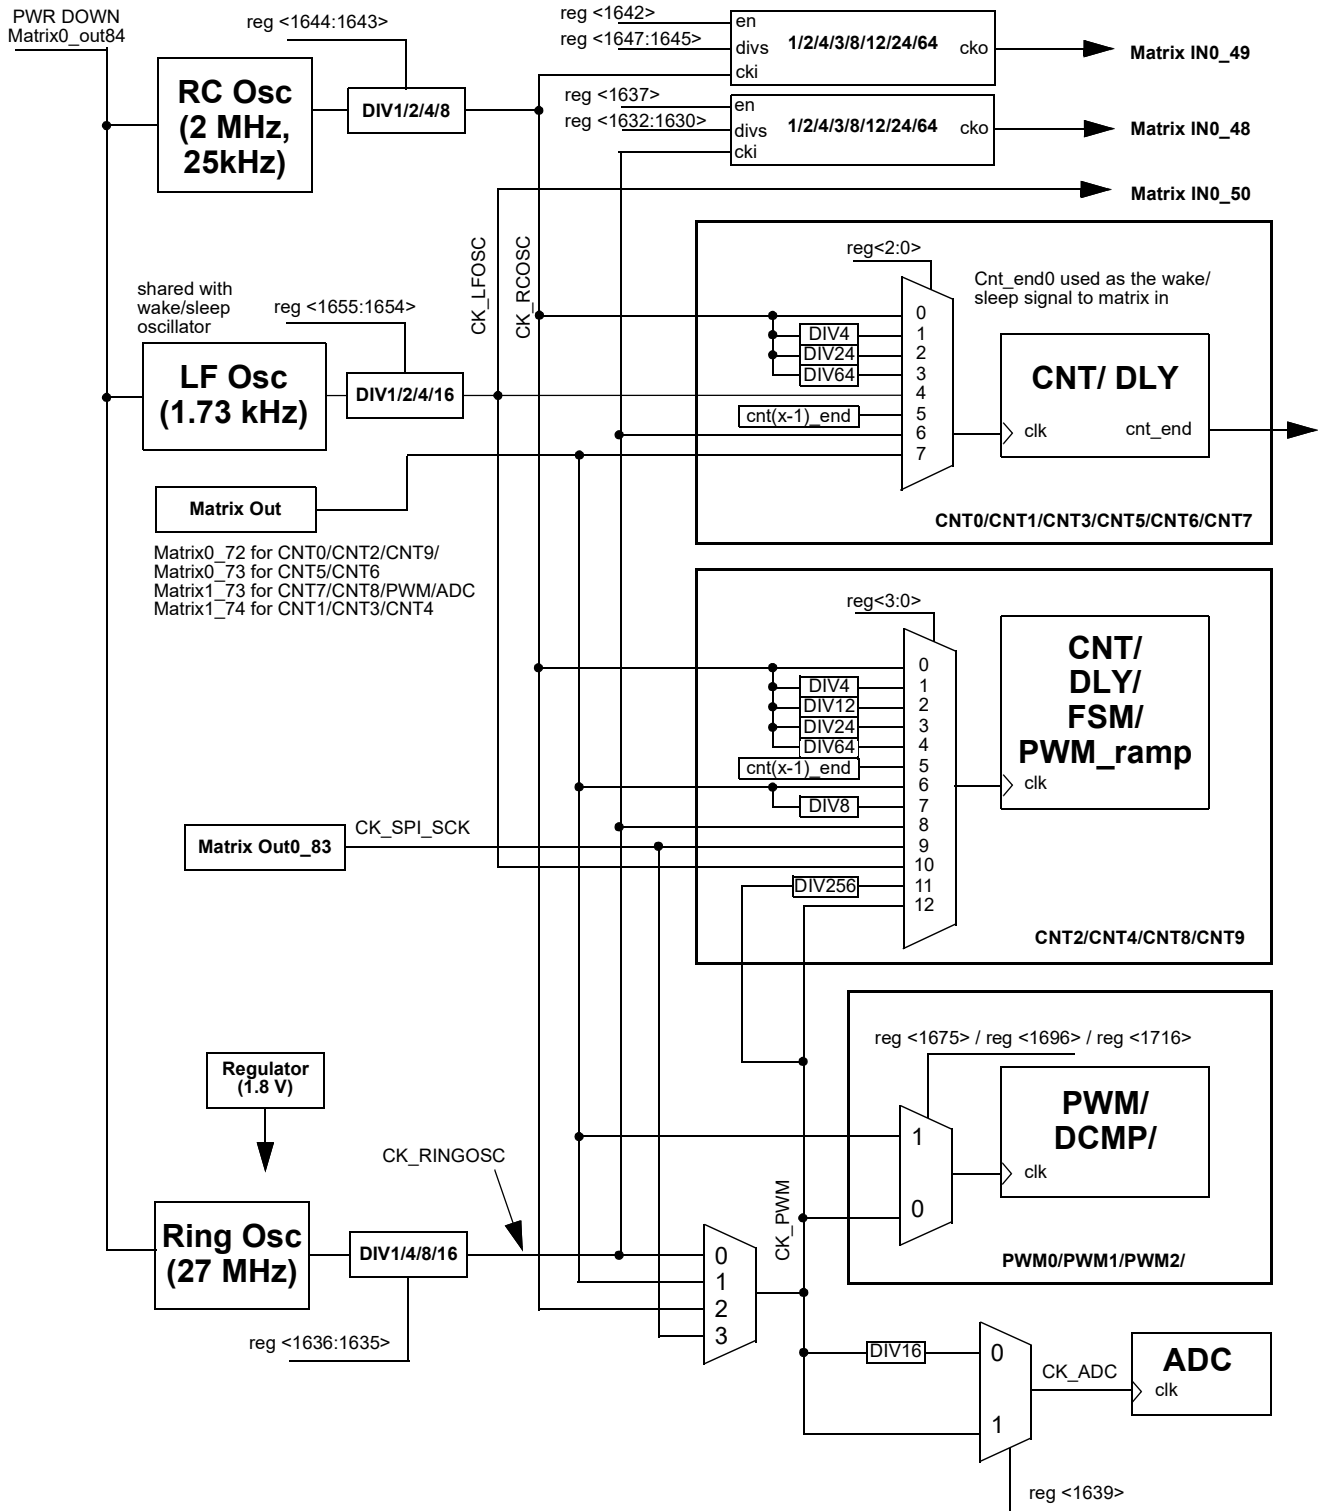 PWR DOWN
Matrix0_out84
reg <1644:1643>
RC Osc
(2 MHz,
25kHz)
DIV1/2/4/8
reg <1642>
reg <1647:1645>
en
divs
cki
1/2/4/3/8/12/24/64
cko
Matrix IN0_49
reg <1637>
reg <1632:1630>
en
divs
cki
1/2/4/3/8/12/24/64
cko
Matrix IN0_48
Matrix IN0_50
CK_LFOSC
CK_RCOSC
shared with
wake/sleep
oscillator
reg <1655:1654>
LF Osc
(1.73 kHz)
DIV1/2/4/16
reg<2:0>
Cnt_end0 used as the wake/
sleep signal to matrix in
0
DIV4 1
DIV24 2
DIV64 3
4
cnt(x-1)_end 5
6
7
CNT/ DLY
clk
cnt_end
CNT0/CNT1/CNT3/CNT5/CNT6/CNT7
Matrix Out
Matrix0_72 for CNT0/CNT2/CNT9/
Matrix0_73 for CNT5/CNT6
Matrix1_73 for CNT7/CNT8/PWM/ADC
Matrix1_74 for CNT1/CNT3/CNT4
reg<3:0>
0
DIV4 1
DIV12 2
DIV24 3
DIV64 4
cnt(x-1)_end 5
6
DIV8 7
8
9
10
DIV256 11
12
CNT/
DLY/
FSM/
PWM_ramp
clk
CNT2/CNT4/CNT8/CNT9
Matrix Out0_83
CK_SPI_SCK
reg <1675> / reg <1696> / reg <1716>
1
0
PWM/
DCMP/
clk
PWM0/PWM1/PWM2/
Regulator
(1.8 V)
CK_RINGOSC
Ring Osc
(27 MHz)
DIV1/4/8/16
reg <1636:1635>
0
1
2
3
CK_PWM
DIV16
0
1
CK_ADC
ADC
clk
reg <1639>